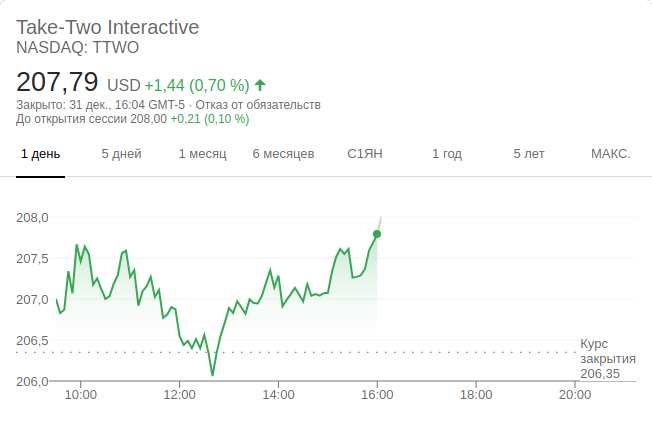 Take-Two Interactive
NASDAQ: TTWO
207,79 USD +1,44 (0,70 %)
Закрыто: 31 дек., 16:04 GMT-5 · Отказ от обязательств
До открытия сессии 208,00 +0,21 (0,10 %)
1 день 5 дней 1 месяц 6 месяцев С1ЯН 1 год 5 лет МАКС.
208,0
207,5
207,0
206,5
Курс
закрытия
206,35
206,0
10:00 12:00 14:00 16:00 18:00 20:00